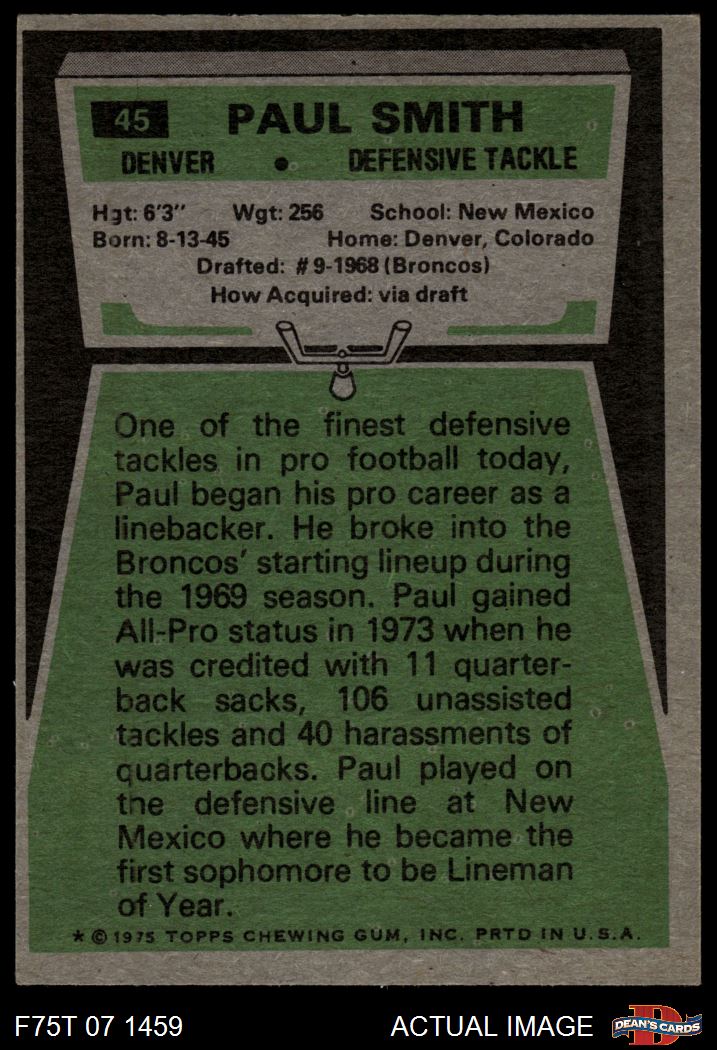 45 PAUL SMITH
DENVER • DEFENSIVE TACKLE
Hgt: 6'3" Wgt: 256 School: New Mexico
Born: 8-13-45 Home: Denver, Colorado
Drafted: #9-1968 (Broncos)
How Acquired: via draft
One of the finest defensive
tackles in pro football today,
Paul began his pro career as a
linebacker. He broke into the
Broncos' starting lineup during
the 1969 season. Paul gained
All-Pro status in 1973 when he
was credited with 11 quarter-
back sacks, 106 unassisted
tackles and 40 harassments of
quarterbacks. Paul played on
the defensive line at New
Mexico where he became the
first sophomore to be Lineman
of Year.
* © 1975 TOPPS CHEWING GUM, INC. PRTD IN U.S.A.
F75T 07 1459 ACTUAL IMAGE D DEAN'S CARDS